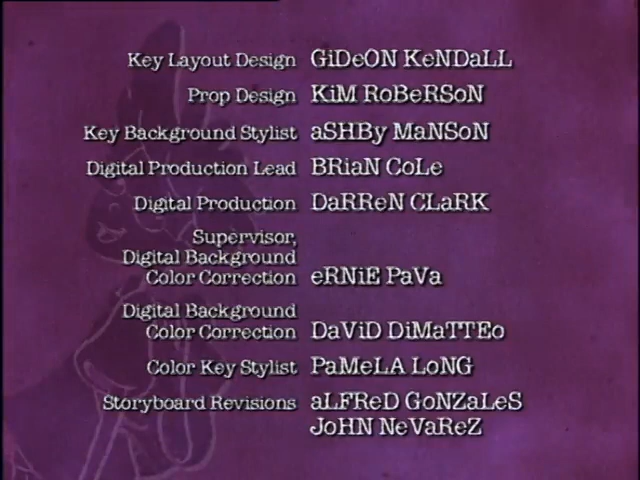 Key Layout Design GiDeON KeNDaLL
Prop Design KiM RoBeRSoN
Key Background Stylist aSHBy MaNSoN
Digital Production Lead BRiaN CoLe
Digital Production DaRReN CLaRK
Supervisor,
Digital Background
Color Correction eRNiE PaVa
Digital Background
Color Correction DaViD DiMaTTEo
Color Key Stylist PaMeLA LoNG
Storyboard Revisions aLFReD GoNZaLeS
JoHN NeVaReZ